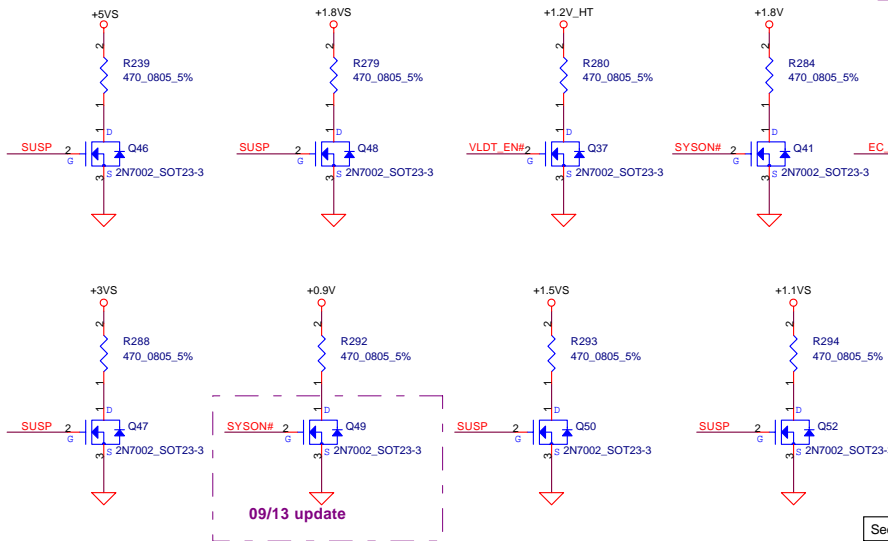 +5VS
+1.8VS
+1.2V_HT
+1.8V
2
2
2
2
R239
470_0805_5%
R279
470_0805_5%
R280
470_0805_5%
R284
470_0805_5%
1
1
1
1
SUSP 2 G 1 D Q46 S 3
2N7002_SOT23-3
SUSP 2 G 1 D Q48 S 3
2N7002_SOT23-3
VLDT_EN# 2 G 1 D Q37 S 3
2N7002_SOT23-3
SYSON# 2 G 1 D Q41 S 3
2N7002_SOT23-3
EC_
+3VS
+0.9V
+1.5VS
+1.1VS
2
2
2
2
R288
470_0805_5%
R292
470_0805_5%
R293
470_0805_5%
R294
470_0805_5%
1
1
1
1
SUSP 2 G 1 D Q47 S 3
2N7002_SOT23-3
SYSON# 2 G 1 D Q49 S 3
2N7002_SOT23-3
SUSP 2 G 1 D Q50 S 3
2N7002_SOT23-3
SUSP 2 G 1 D Q52 S 3
2N7002_SOT23-
09/13 update